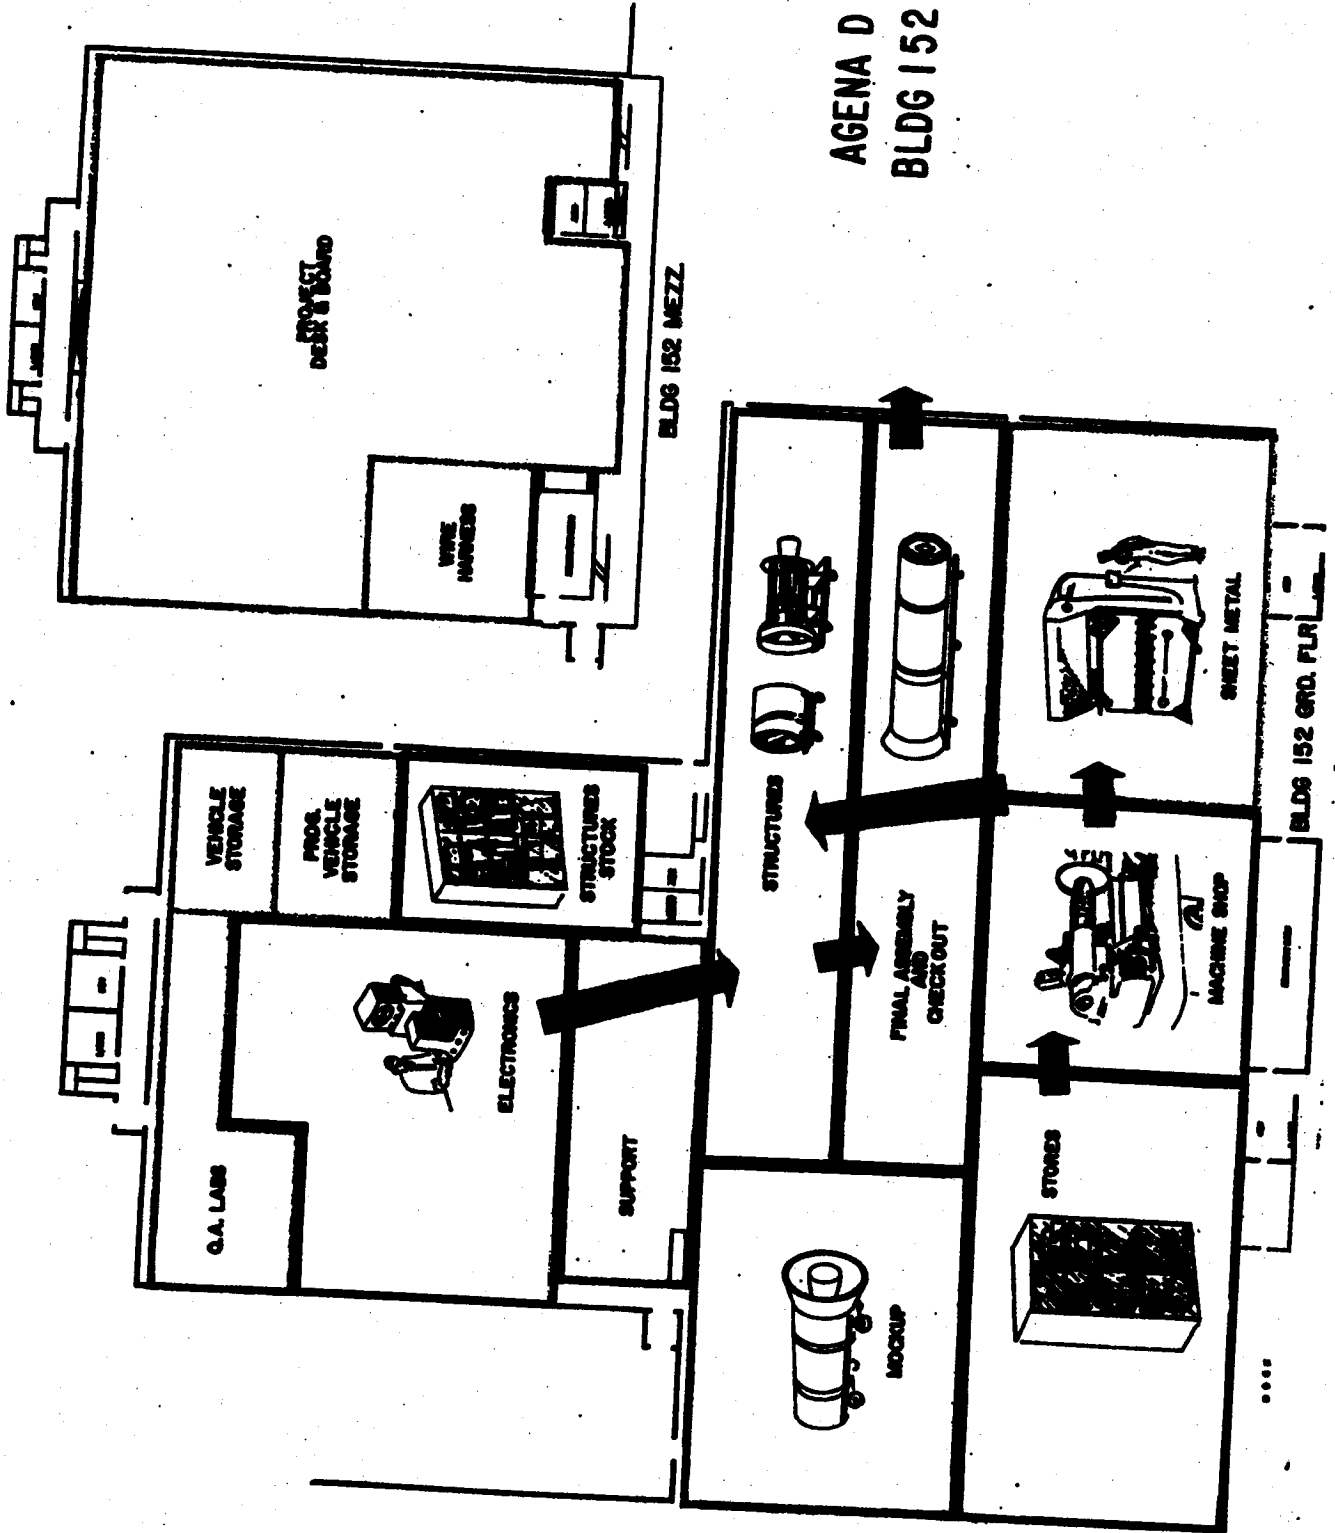 AGENA D
BLDG 152
PROJECT
DESK & BOARD
WIRE
HARNESS
BLDG 152 MEZZ.
VEHICLE
STORAGE
PROG.
VEHICLE
STORAGE
STRUCTURES
STOCK
Q.A. LABS
ELECTRONICS
SUPPORT
STRUCTURES
FINAL ASSEMBLY
AND
CHECK OUT
MOCKUP
STORES
MACHINE SHOP
SHEET METAL
BLDG 152 GRD. FLR